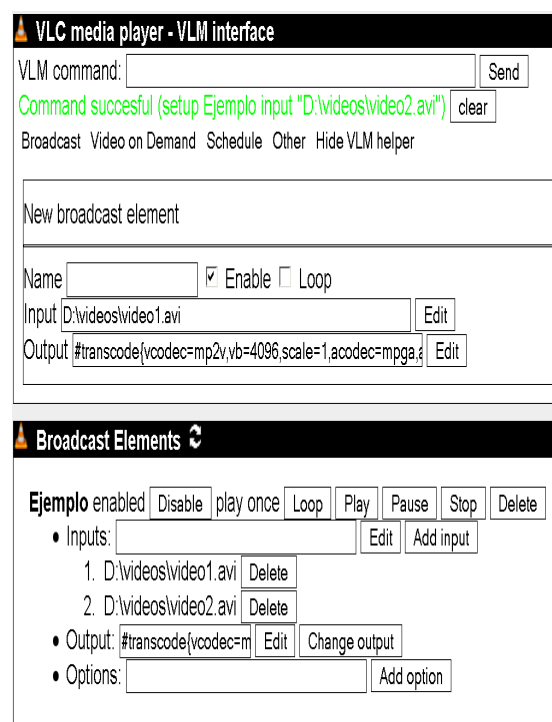 VLC media player - VLM interface
VLM command: Send
Command succesful (setup Ejemplo input "D:\videos\video2.avi") clear
Broadcast Video on Demand Schedule Other Hide VLM helper
New broadcast element
Name Enable Loop
Input D:\videos\video1.avi Edit
Output #transcode{vcodec=mp2v,vb=4096,scale=1,acodec=mpga,a Edit
Broadcast Elements
Ejemplo enabled Disable play once Loop Play Pause Stop Delete
• Inputs: Edit Add input
1. D:\videos\video1.avi Delete
2. D:\videos\video2.avi Delete
• Output: #transcode{vcodec=m Edit Change output
• Options: Add option